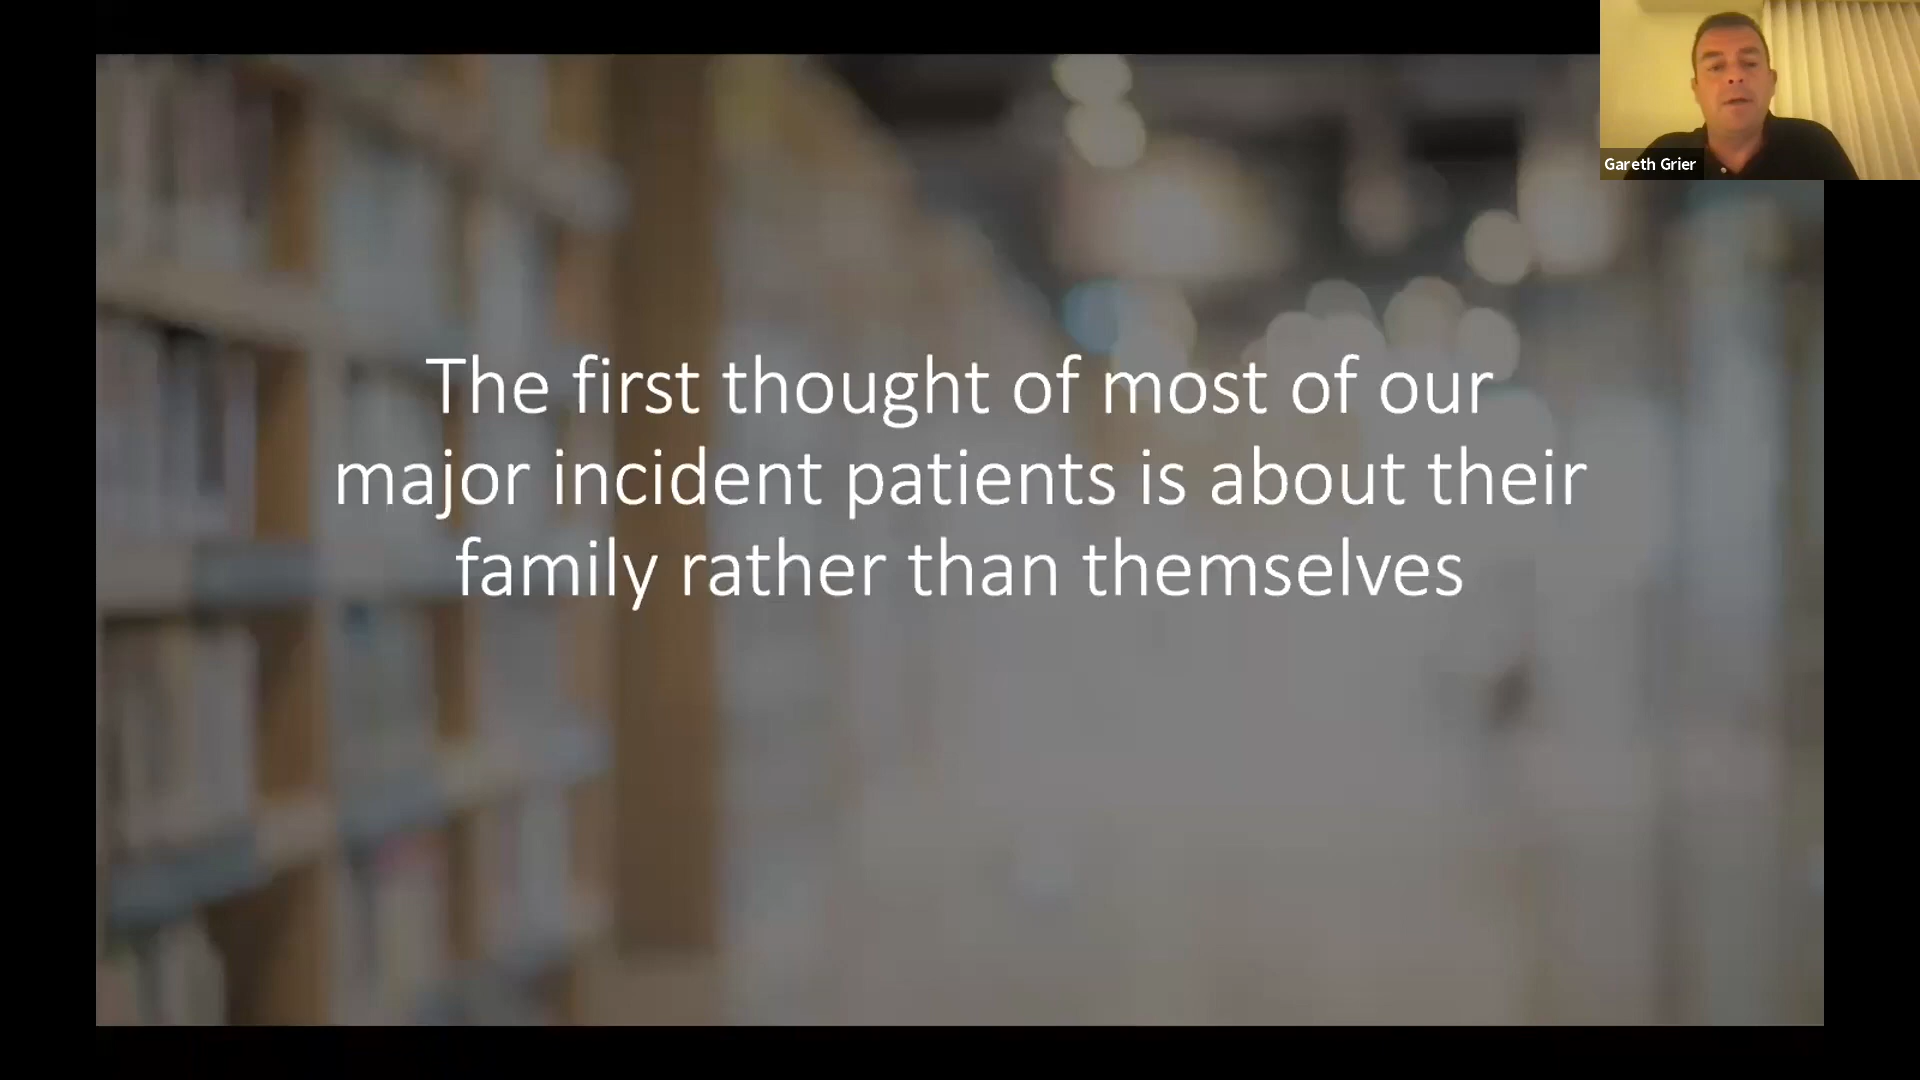 Gareth Grier
The first thought of most of our
major incident patients is about their
family rather than themselves